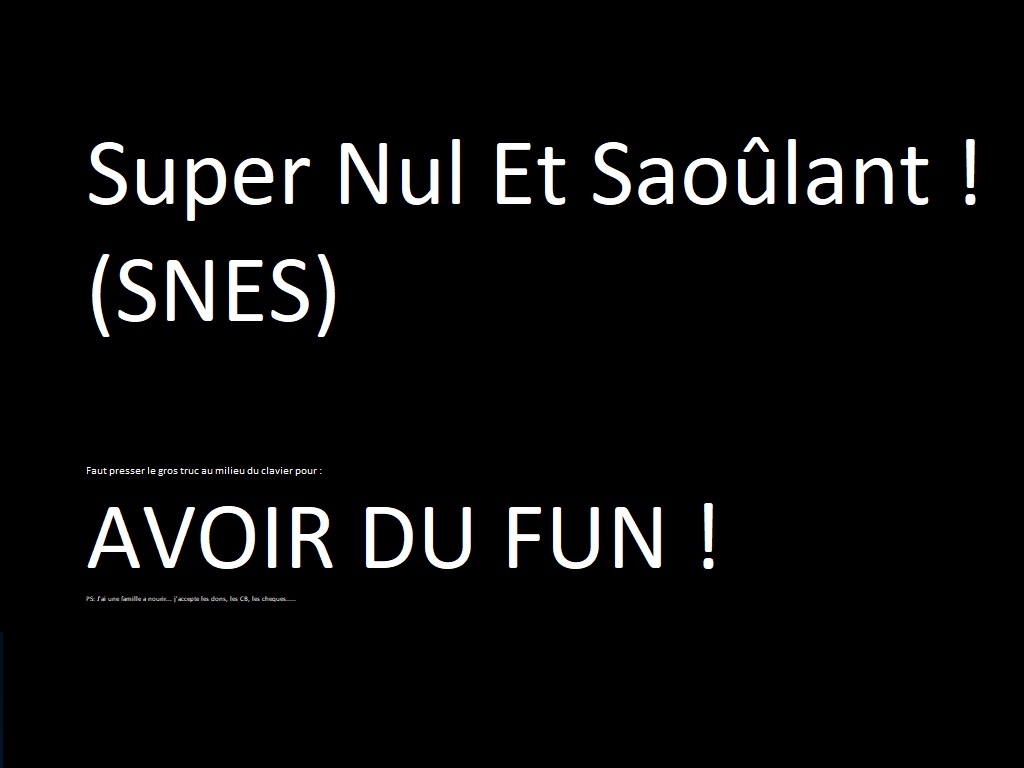 Super Nul Et Saoûlant !
(SNES)
Faut presser le gros truc au milieu du clavier pour :
AVOIR DU FUN !
PS: J'ai une famille a nourir... j'accepte les dons, les CB, les cheques.....